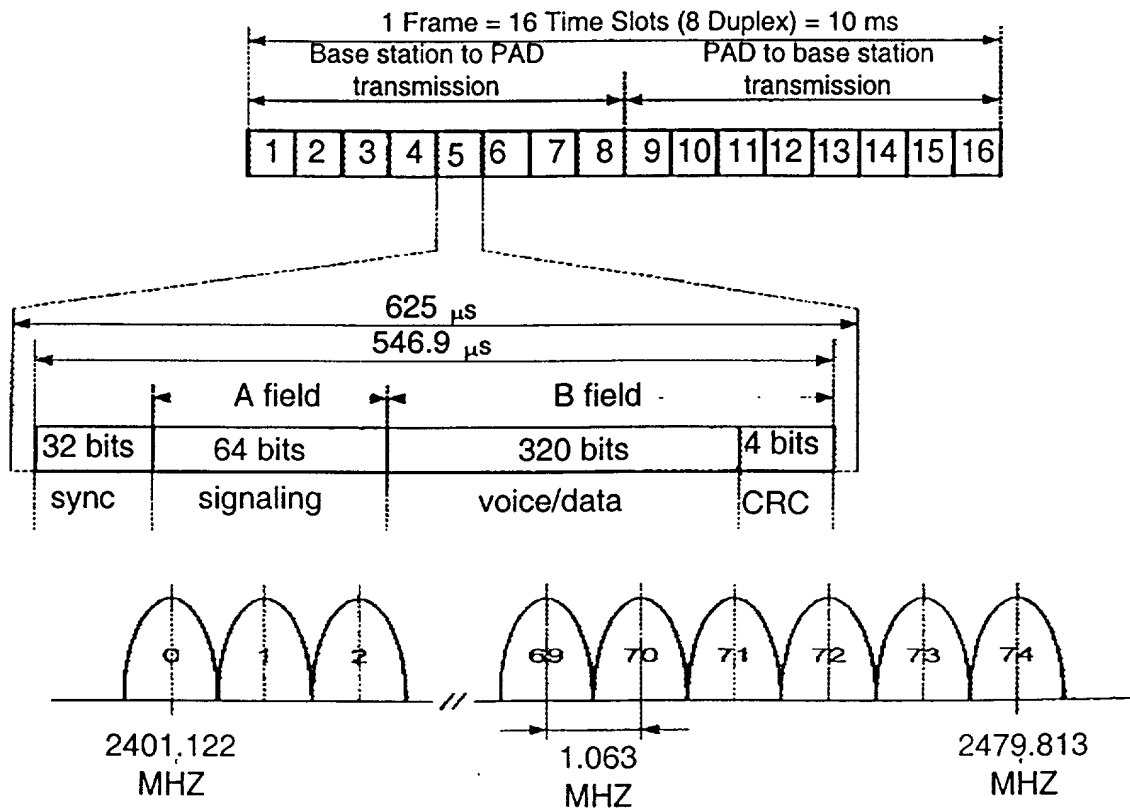 1 Frame = 16 Time Slots (8 Duplex) = 10 ms
Base station to PAD
transmission
PAD to base station
transmission
1 2 3 4 5 6 7 8 9 10 11 12 13 14 15 16
625 μs
546.9 μs
A field
B field
32 bits
64 bits
320 bits
4 bits
sync
signaling
voice/data
CRC
0 1 2 // 69 70 71 72 73 74
2401.122
MHZ
1.063
MHZ
2479.813
MHZ